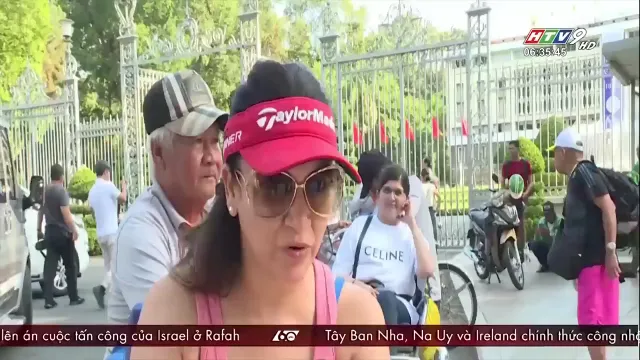 HTV9 HD
06:35:45
TaylorMade
CELINE
lên án cuộc tấn công của Israel ở Rafah
60
Tây Ban Nha, Na Uy và Ireland chính thức công